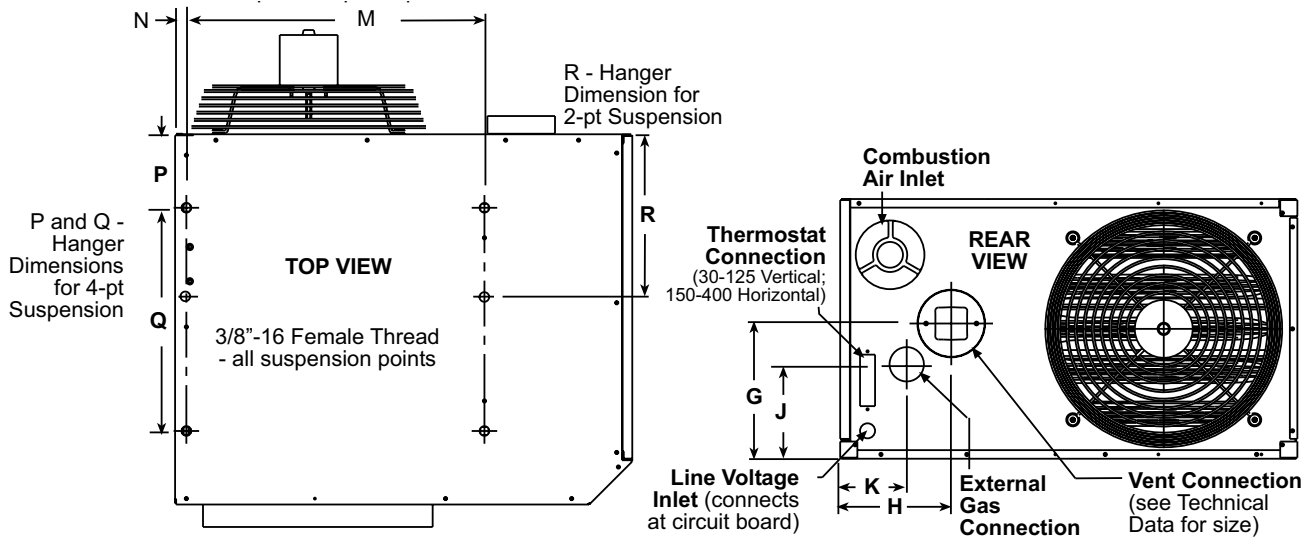 N
M
R - Hanger
Dimension for
2-pt Suspension
P
P and Q -
Hanger
Dimensions
for 4-pt
Suspension
Q
R
TOP VIEW
3/8"-16 Female Thread
- all suspension points
Combustion
Air Inlet
Thermostat
Connection
(30-125 Vertical;
150-400 Horizontal)
REAR
VIEW
G
J
K
H
Line Voltage
Inlet (connects
at circuit board)
External
Gas
Connection
Vent Connection
(see Technical
Data for size)